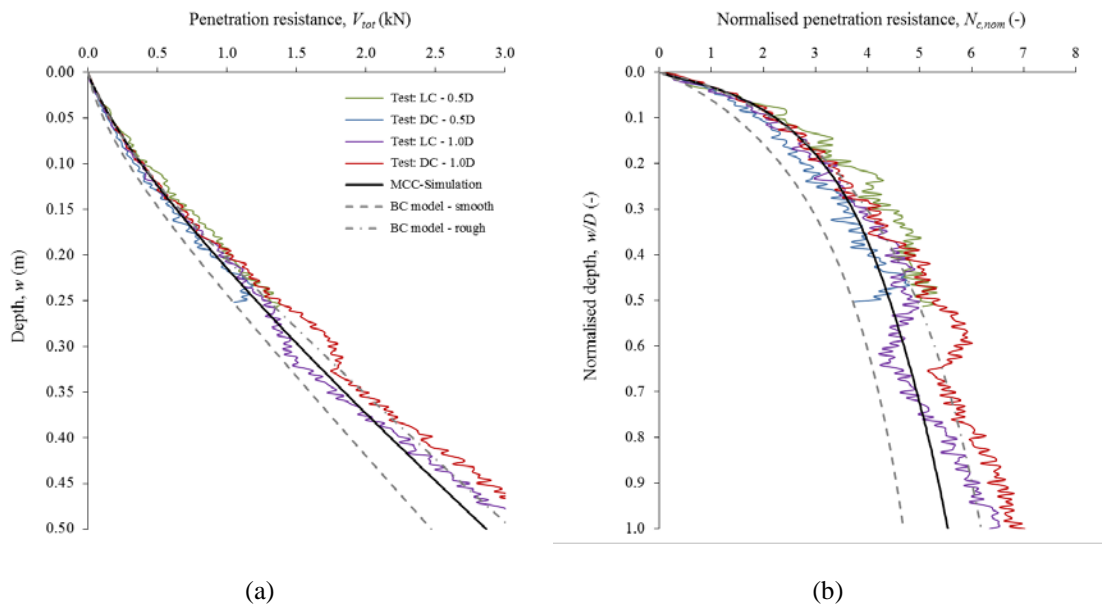 Penetration resistance, V_tot (kN)
0.0 0.5 1.0 1.5 2.0 2.5 3.0
0.00
0.05
0.10
0.15
0.20
0.25
0.30
0.35
0.40
0.45
0.50
Depth, w (m)
Test: LC - 0.5D
Test: DC - 0.5D
Test: LC - 1.0D
Test: DC - 1.0D
MCC-Simulation
BC model - smooth
BC model - rough
(a)
Normalised penetration resistance, N_c,nom (-)
0 1 2 3 4 5 6 7 8
0.0
0.1
0.2
0.3
0.4
0.5
0.6
0.7
0.8
0.9
1.0
Normalised depth, w/D (-)
(b)